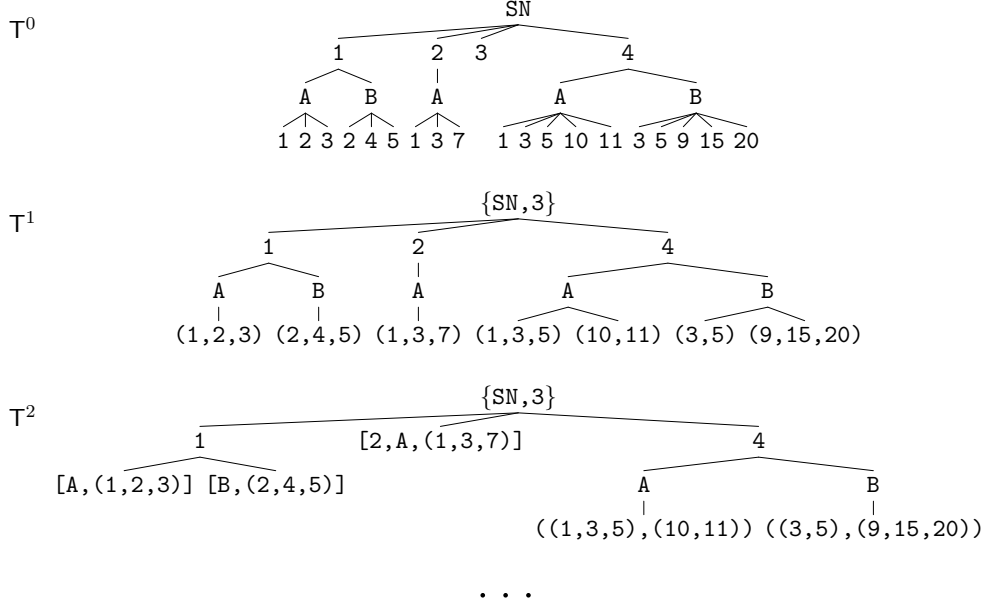 SN
T⁰
1 2 3 4
A B A A B
1 2 3 2 4 5 1 3 7 1 3 5 10 11 3 5 9 15 20
{SN,3}
T¹
1 2 4
A B A A B
(1,2,3) (2,4,5) (1,3,7) (1,3,5) (10,11) (3,5) (9,15,20)
{SN,3}
T²
1 [2,A,(1,3,7)] 4
[A,(1,2,3)] [B,(2,4,5)] A B
((1,3,5),(10,11)) ((3,5),(9,15,20))
. . .